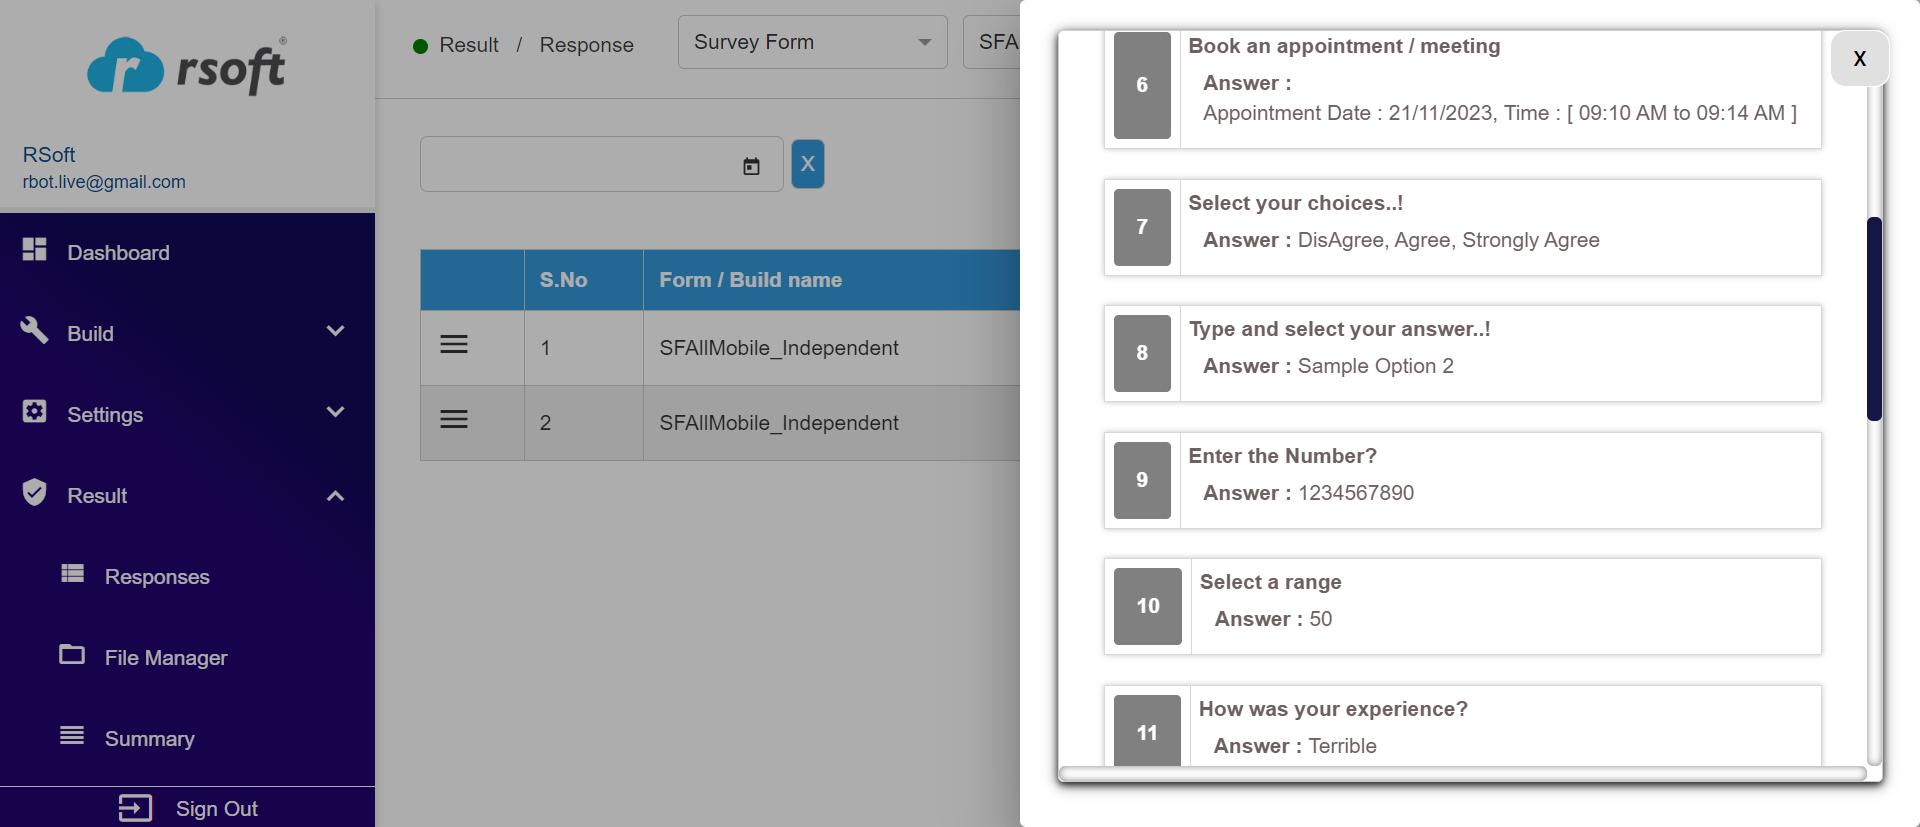 rsoft®
RSoft
rbot.live@gmail.com
Dashboard
Build
Settings
Result
Responses
File Manager
Summary
Sign Out
Result / Response
Survey Form
SFA
X
S.No Form / Build name
1 SFAllMobile_Independent
2 SFAllMobile_Independent
X
6 Book an appointment / meeting
Answer :
Appointment Date : 21/11/2023, Time : [ 09:10 AM to 09:14 AM ]
7 Select your choices..!
Answer : DisAgree, Agree, Strongly Agree
8 Type and select your answer..!
Answer : Sample Option 2
9 Enter the Number?
Answer : 1234567890
10 Select a range
Answer : 50
11 How was your experience?
Answer : Terrible